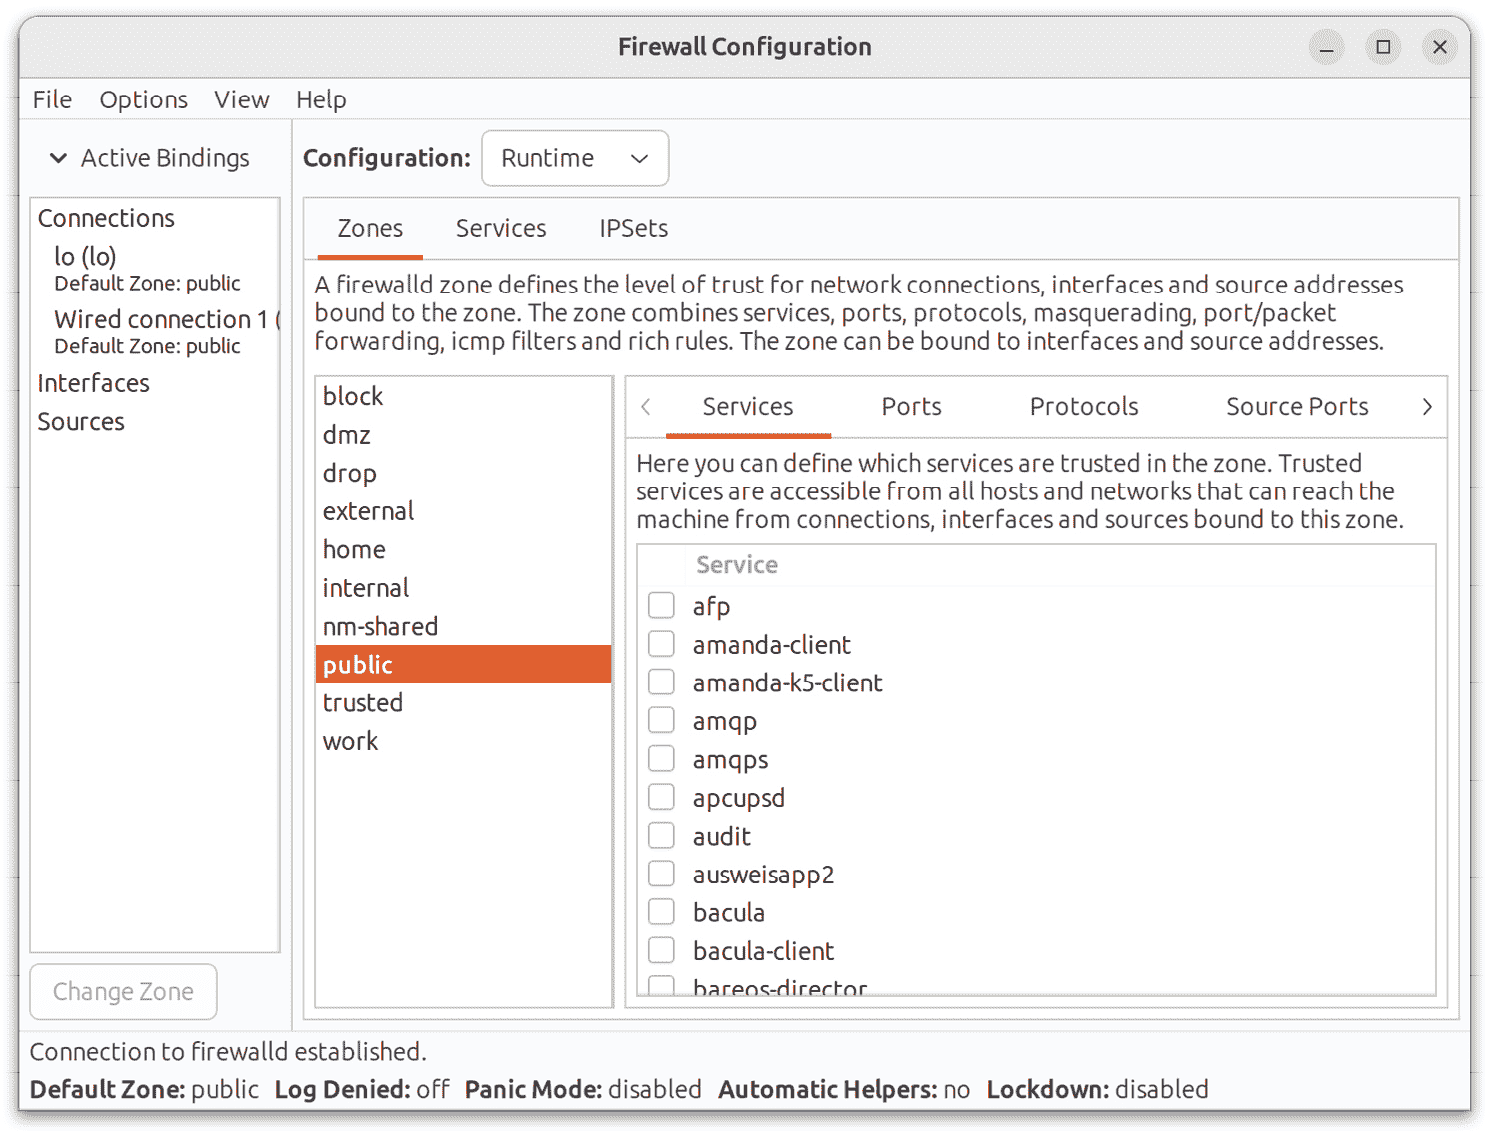 Firewall Configuration
File Options View Help
Active Bindings
Configuration: Runtime
Connections
lo (lo)
Default Zone: public
Wired connection 1 (
Default Zone: public
Interfaces
Sources
Change Zone
Zones Services IPSets
A firewalld zone defines the level of trust for network connections, interfaces and source addresses
bound to the zone. The zone combines services, ports, protocols, masquerading, port/packet
forwarding, icmp filters and rich rules. The zone can be bound to interfaces and source addresses.
block
dmz
drop
external
home
internal
nm-shared
public
trusted
work
Services Ports Protocols Source Ports
Here you can define which services are trusted in the zone. Trusted
services are accessible from all hosts and networks that can reach the
machine from connections, interfaces and sources bound to this zone.
Service
afp
amanda-client
amanda-k5-client
amqp
amqps
apcupsd
audit
ausweisapp2
bacula
bacula-client
bareos-director
Connection to firewalld established.
Default Zone: public Log Denied: off Panic Mode: disabled Automatic Helpers: no Lockdown: disabled